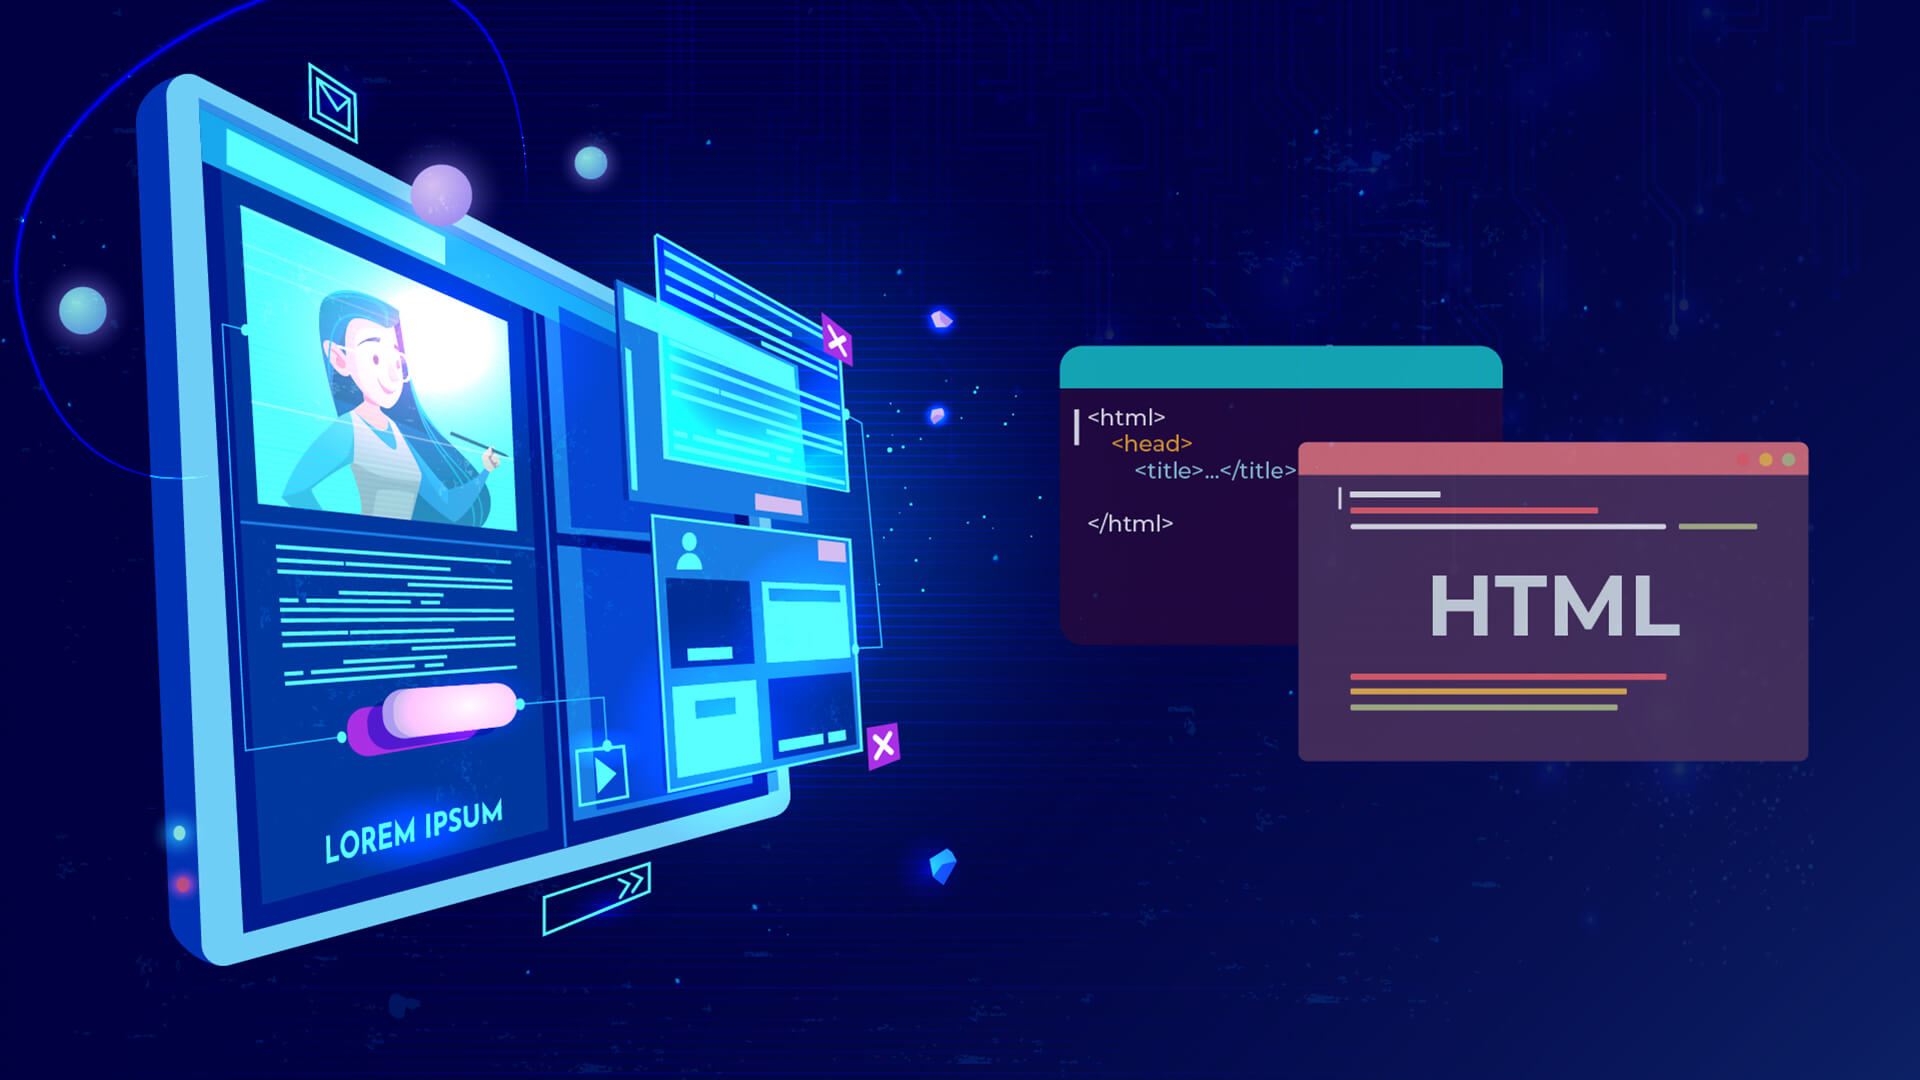 LOREM IPSUM
<html>
<head>
<title>...</title>
</html>
HTML